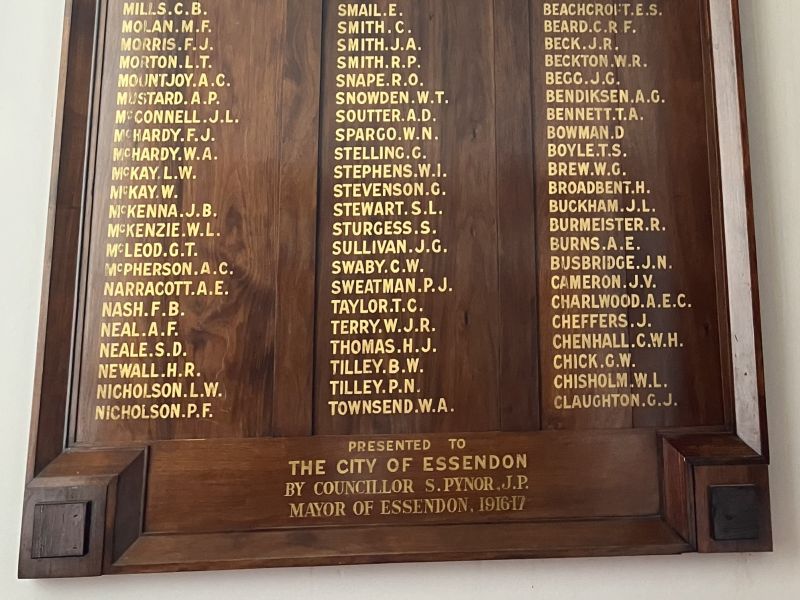 MILLS.C.B.
MOLAN.M.F.
MORRIS.F.J.
MORTON.L.T.
MOUNTJOY.A.C.
MUSTARD.A.P.
McCONNELL.J.L.
McHARDY.F.J.
McHARDY.W.A.
McKAY.L.W.
McKAY.W.
McKENNA.J.B.
McKENZIE.W.L.
McLEOD.G.T.
McPHERSON.A.C.
NARRACOTT.A.E.
NASH.F.B.
NEAL.A.F.
NEALE.S.D.
NEWALL.H.R.
NICHOLSON.L.W.
NICHOLSON.P.F.
SMAIL.E.
SMITH.C.
SMITH.J.A.
SMITH.R.P.
SNAPE.R.O.
SNOWDEN.W.T.
SOUTTER.A.D.
SPARGO.W.N.
STELLING.G.
STEPHENS.W.I.
STEVENSON.G.
STEWART.S.L.
STURGESS.S.
SULLIVAN.J.G.
SWABY.C.W.
SWEATMAN.P.J.
TAYLOR.T.C.
TERRY.W.J.R.
THOMAS.H.J.
TILLEY.B.W.
TILLEY.P.N.
TOWNSEND.W.A.
BEACHCROFT.E.S.
BEARD.C.R F.
BECK.J.R.
BECKTON.W.R.
BEGG.J.G.
BENDIKSEN.A.G.
BENNETT.T.A.
BOWMAN.D
BOYLE.T.S.
BREW.W.G.
BROADBENT.H.
BUCKHAM.J.L.
BURMEISTER.R.
BURNS.A.E.
BUSBRIDGE.J.N.
CAMERON.J.V.
CHARLWOOD.A.E.C.
CHEFFERS.J.
CHENHALL.C.W.H.
CHICK.G.W.
CHISHOLM.W.L.
CLAUGHTON.G.J.
PRESENTED TO
THE CITY OF ESSENDON
BY COUNCILLOR S.PYNOR.J.P.
MAYOR OF ESSENDON, 1916-17